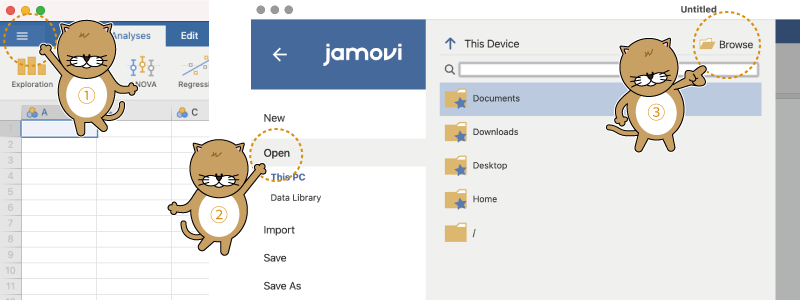 Analyses
Edit
Exploration
NOVA
Regressi
A
C
1
2
3
4
5
6
7
8
9
10
11
①
②
Untitled
jamovi
New
Open
This PC
Data Library
Import
Save
Save As
This Device
Browse
Documents
Downloads
Desktop
Home
/
③